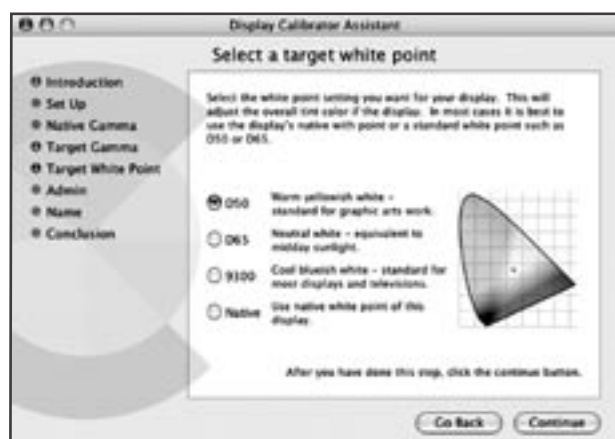 Display Calibrator Assistant
Select a target white point
Introduction
Set Up
Native Gamma
Target Gamma
Target White Point
Admin
Name
Conclusion
Select the white point setting you want for your display. This will
adjust the overall tint color if the display. In most cases it is best to
use the display's native with point or a standard white point such as
D50 or D65.
D50 Warm yellowish white –
standard for graphic arts work.
D65 Neutral white – equivalent to
midday sunlight.
9300 Cool blueish white – standard for
most displays and televisions.
Native Use native white point of this
display.
After you have done this step, click the continue button.
Go Back Continue